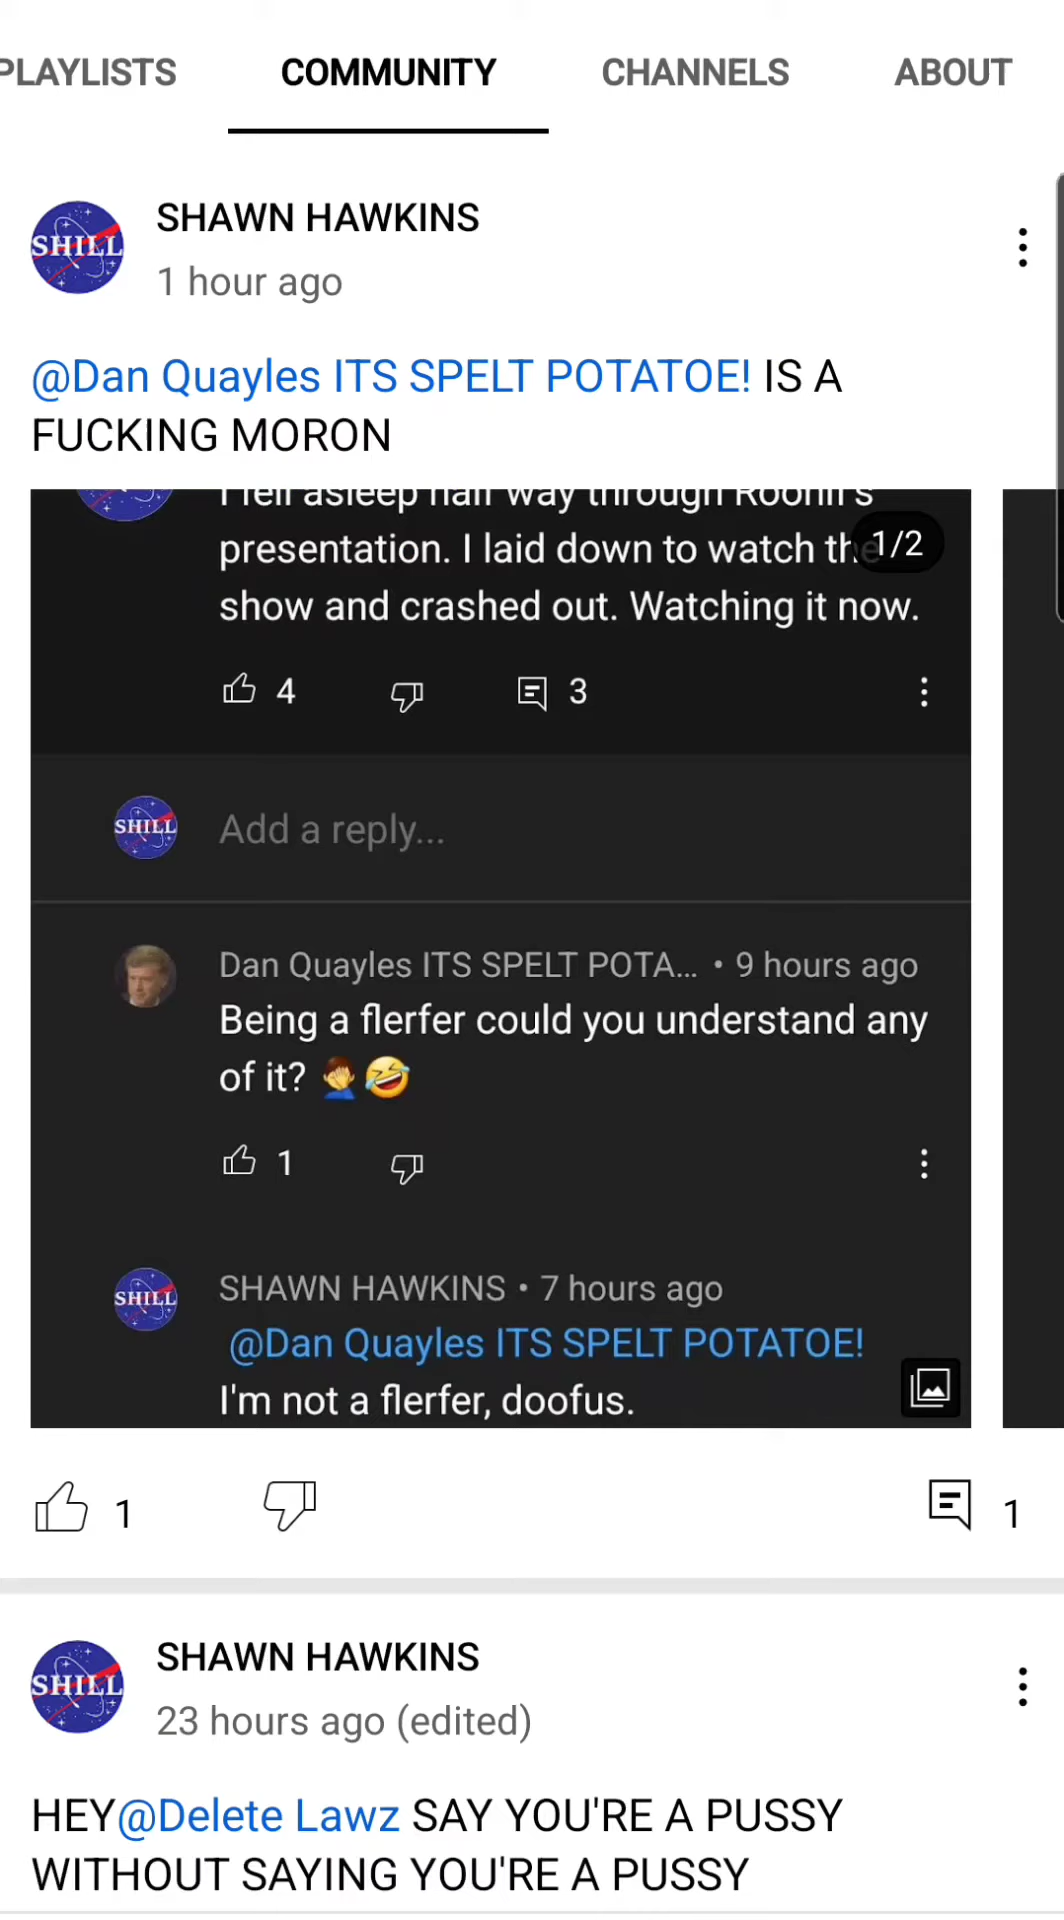 PLAYLISTS COMMUNITY CHANNELS ABOUT
SHILL
SHAWN HAWKINS
1 hour ago
@Dan Quayles ITS SPELT POTATOE! IS A
FUCKING MORON
I fell asleep half way through Roohif's
presentation. I laid down to watch the
1/2
show and crashed out. Watching it now.
4 3
SHILL
Add a reply...
Dan Quayles ITS SPELT POTA... • 9 hours ago
Being a flerfer could you understand any
of it? 🤦‍♂️🤣
1
SHILL
SHAWN HAWKINS • 7 hours ago
@Dan Quayles ITS SPELT POTATOE!
I'm not a flerfer, doofus.
1 1
SHILL
SHAWN HAWKINS
23 hours ago (edited)
HEY@Delete Lawz SAY YOU'RE A PUSSY
WITHOUT SAYING YOU'RE A PUSSY